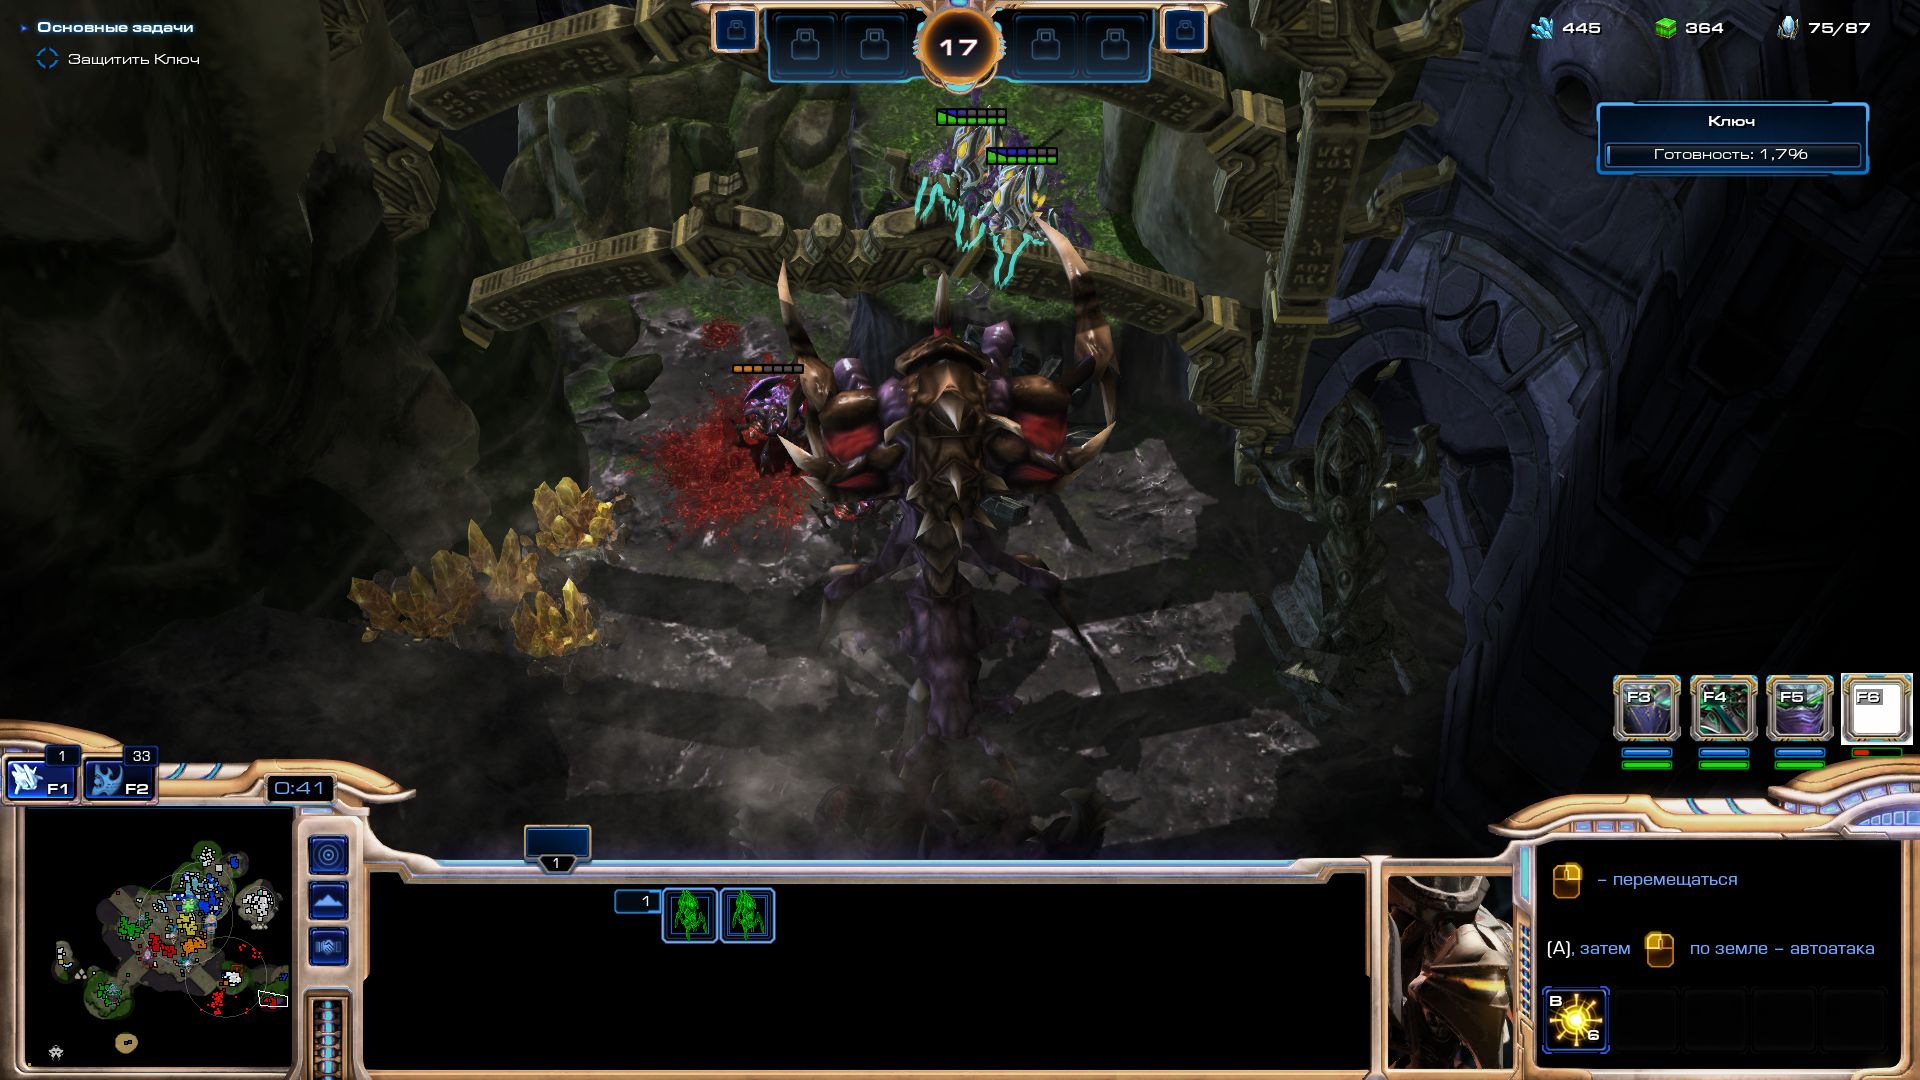 Основные задачи
Защитить Ключ
17
445
364
75/87
Ключ
Готовность: 1,7%
F3
F4
F5
F6
1
33
F1
F2
0:41
1
1
– перемещаться
(A), затем
по земле – автоатака
B
6